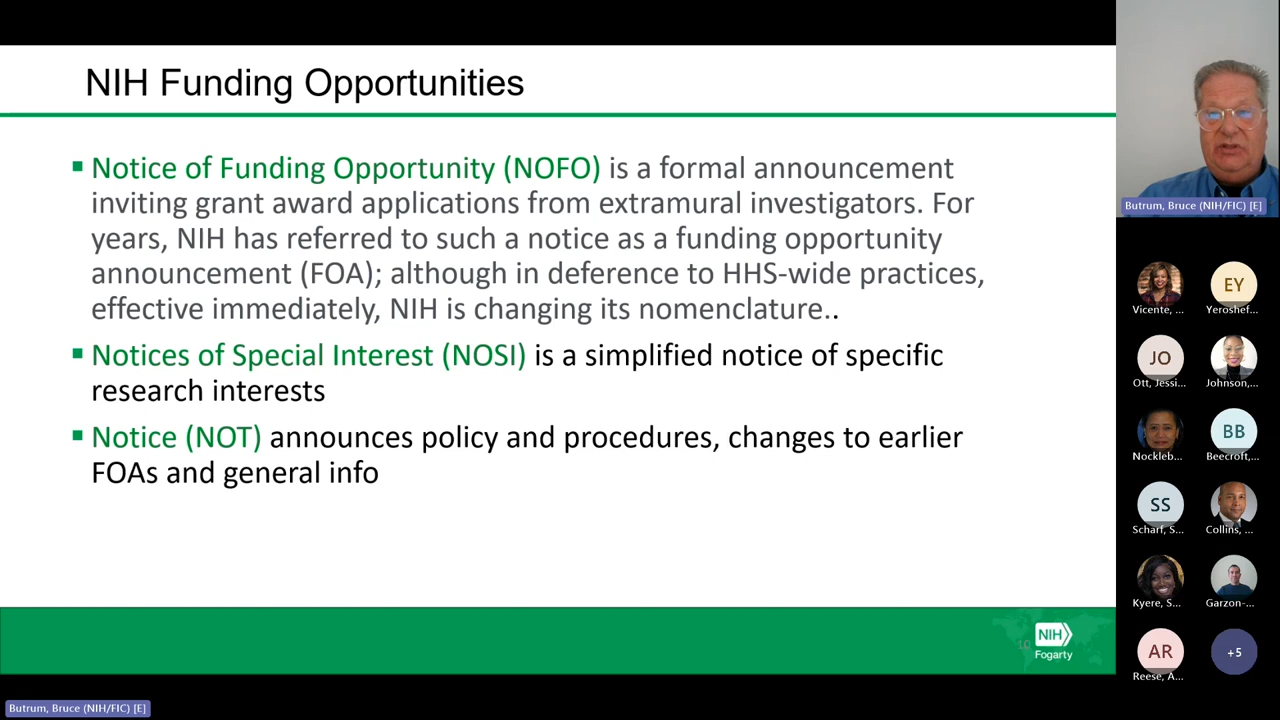 NIH Funding Opportunities
Notice of Funding Opportunity (NOFO) is a formal announcement
inviting grant award applications from extramural investigators. For
years, NIH has referred to such a notice as a funding opportunity
announcement (FOA); although in deference to HHS-wide practices,
effective immediately, NIH is changing its nomenclature..
Notices of Special Interest (NOSI) is a simplified notice of specific
research interests
Notice (NOT) announces policy and procedures, changes to earlier
FOAs and general info
10
NIH
Fogarty
Butrum, Bruce (NIH/FIC) [E]
Butrum, Bruce (NIH/FIC) [E]
Vicente, ...
EY
Yeroshef...
JO
Ott, Jessi...
Johnson,...
Nockleb...
BB
Beecroft,...
SS
Scharf, S...
Collins, ...
Kyere, S...
Garzon-...
AR
Reese, A...
+5